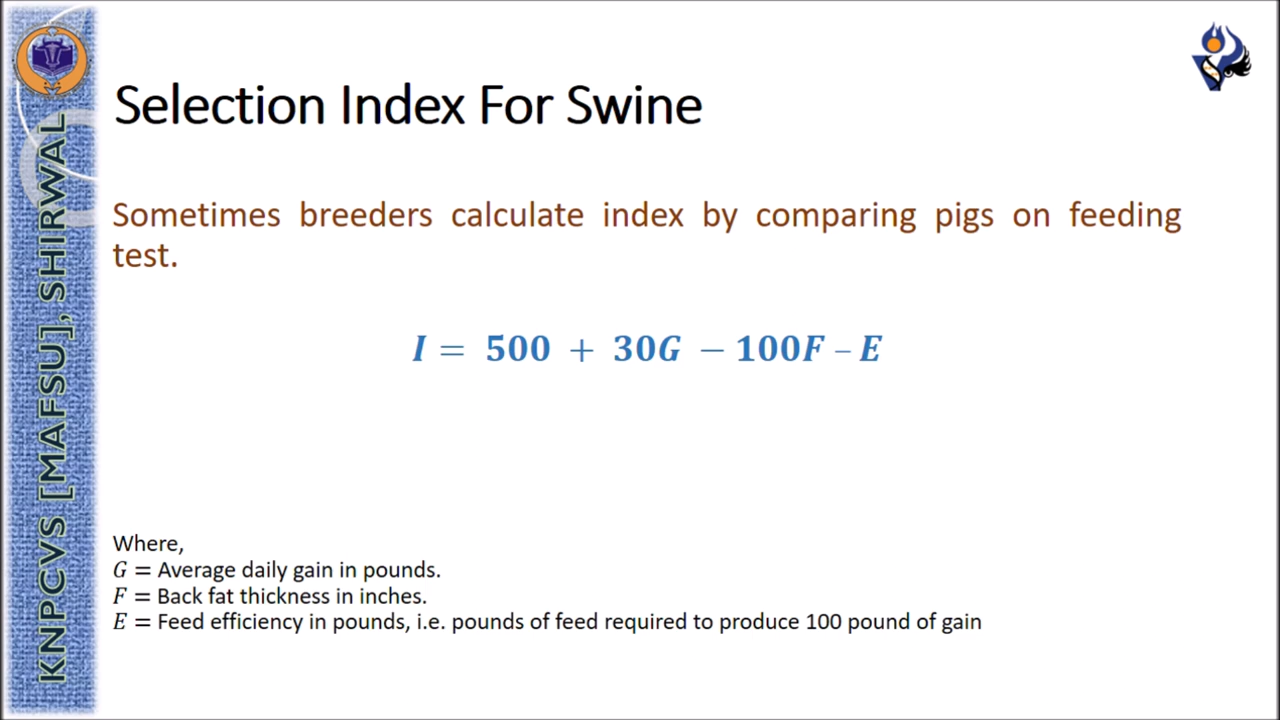 Selection Index For Swine
Sometimes breeders calculate index by comparing pigs on feeding
test.
I = 500 + 30G − 100F – E
Where,
G = Average daily gain in pounds.
F = Back fat thickness in inches.
E = Feed efficiency in pounds, i.e. pounds of feed required to produce 100 pound of gain
KNPCVS [MAFSU], SHIRWAL